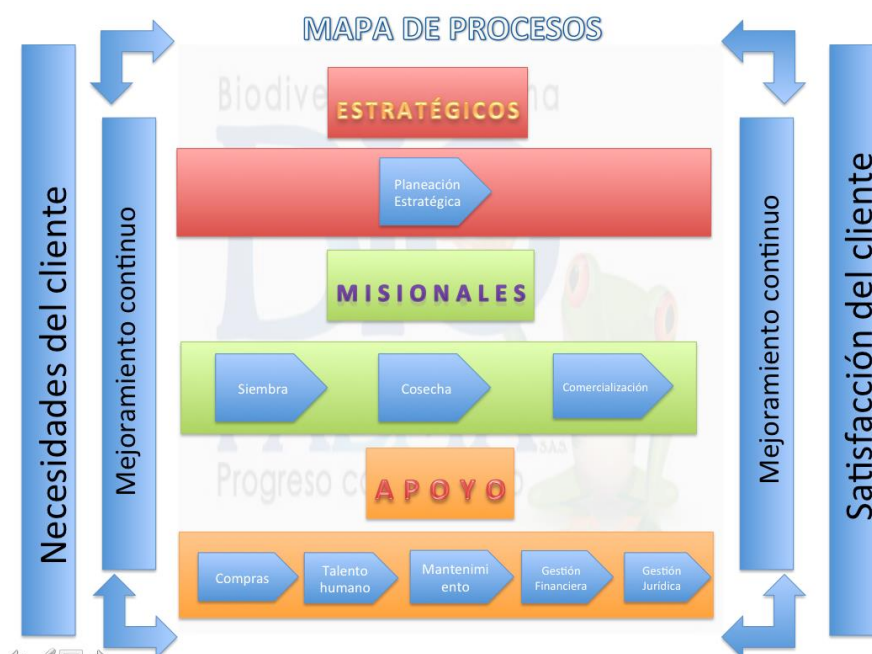 MAPA DE PROCESOS
Necesidades del cliente
Mejoramiento continuo
ESTRATÉGICOS
Planeación
Estratégica
MISIONALES
Siembra
Cosecha
Comercialización
Progreso
S.A.S
APOYO
Compras
Talento
humano
Mantenimi
ento
Gestión
Financiera
Gestión
Jurídica
Mejoramiento continuo
Satisfacción del cliente